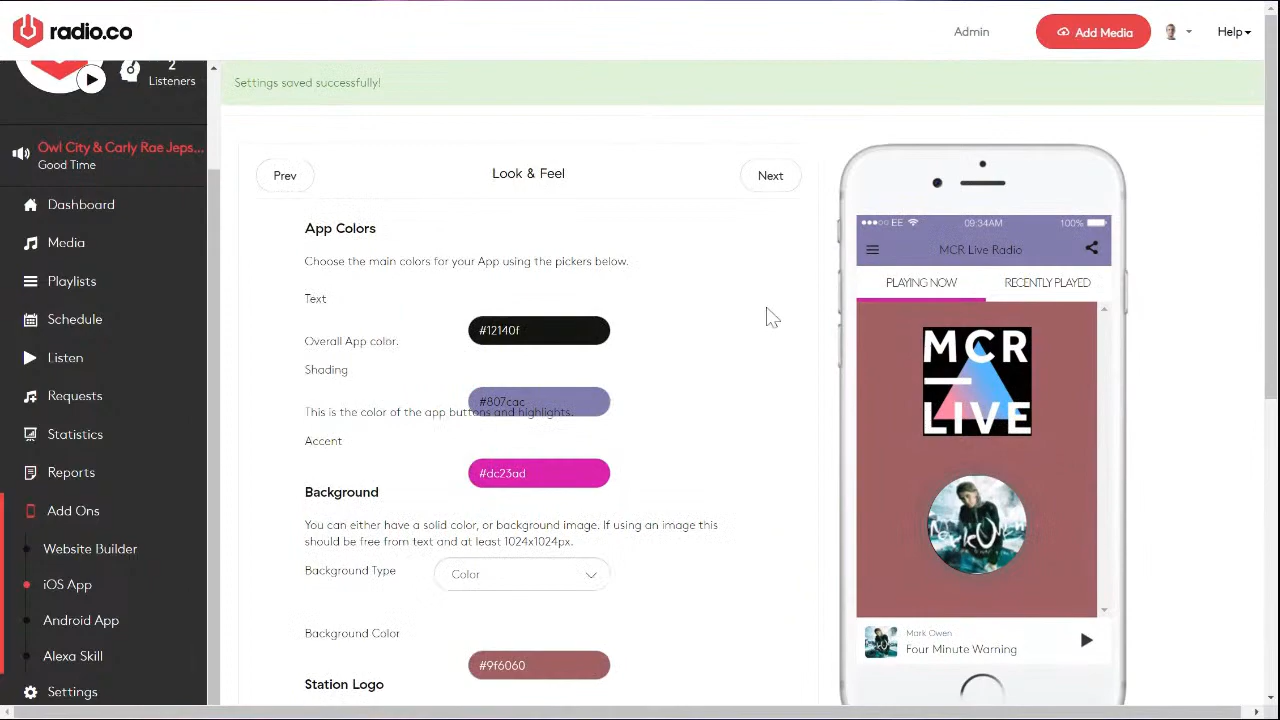 radio.co
Admin
Add Media
Help
2
Listeners
Settings saved successfully!
Owl City & Carly Rae Jeps...
Good Time
Dashboard
Media
Playlists
Schedule
Listen
Requests
Statistics
Reports
Add Ons
Website Builder
iOS App
Android App
Alexa Skill
Settings
Prev
Look & Feel
Next
App Colors
Choose the main colors for your App using the pickers below.
Text
#12140f
Overall App color.
Shading
#807cac
This is the color of the app buttons and highlights.
Accent
#dc23ad
Background
You can either have a solid color, or background image. If using an image this
should be free from text and at least 1024x1024px.
Background Type
Color
Background Color
#9f6060
Station Logo
EE
09:34AM
100%
MCR Live Radio
PLAYING NOW
RECENTLY PLAYED
MCR
LIVE
Mark Owen
Mark Owen
Four Minute Warning